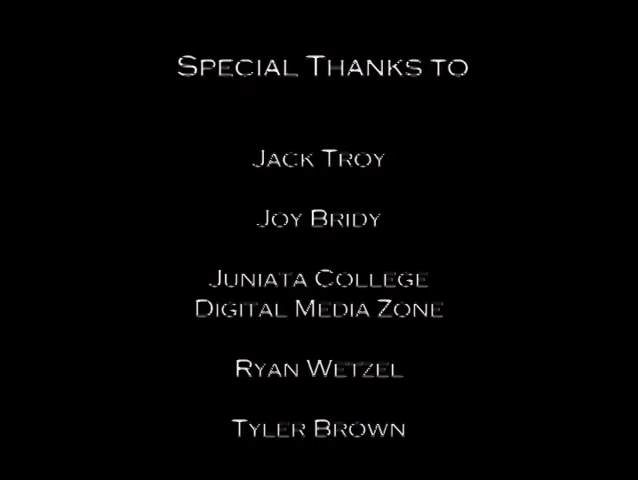 Special Thanks to
Jack Troy
Joy Bridy
Juniata College
Digital Media Zone
Ryan Wetzel
Tyler Brown